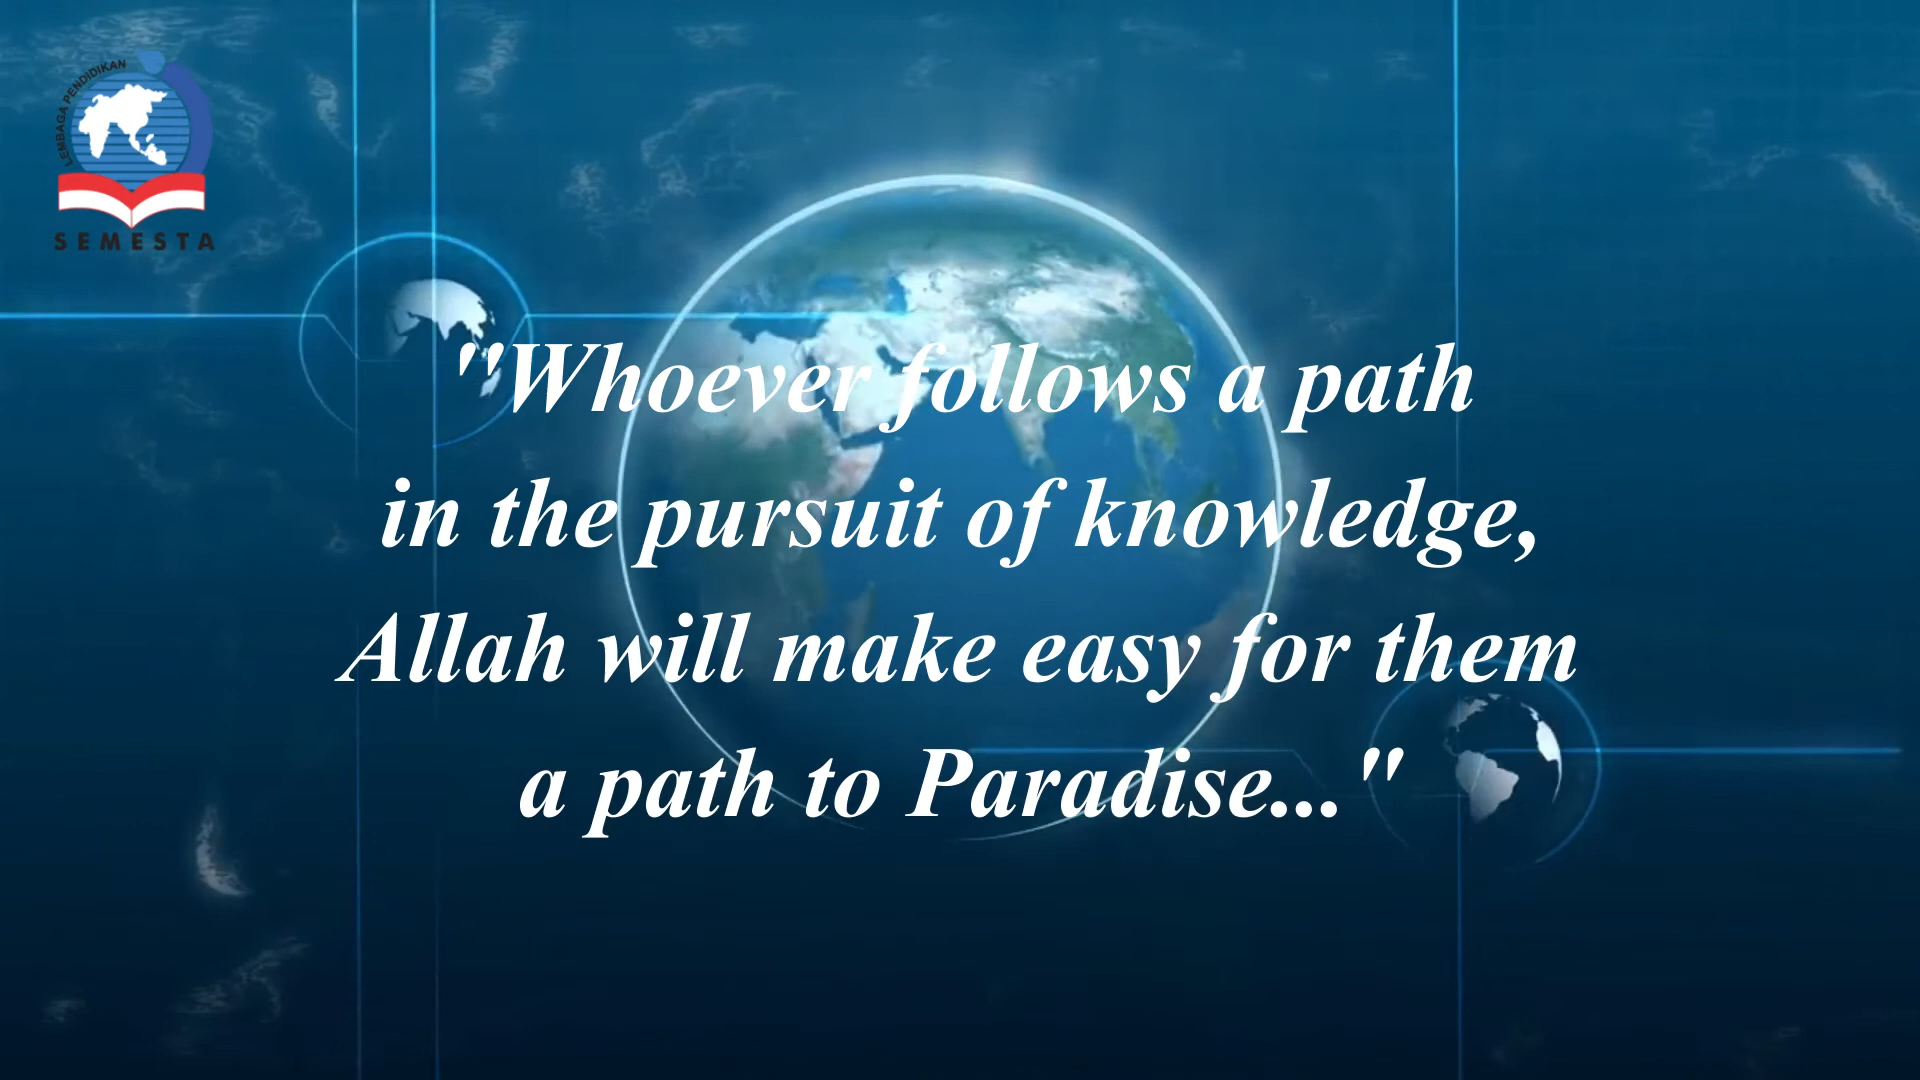 LEMBAGA PENDIDIKAN
SEMESTA
"Whoever follows a path
in the pursuit of knowledge,
Allah will make easy for them
a path to Paradise..."